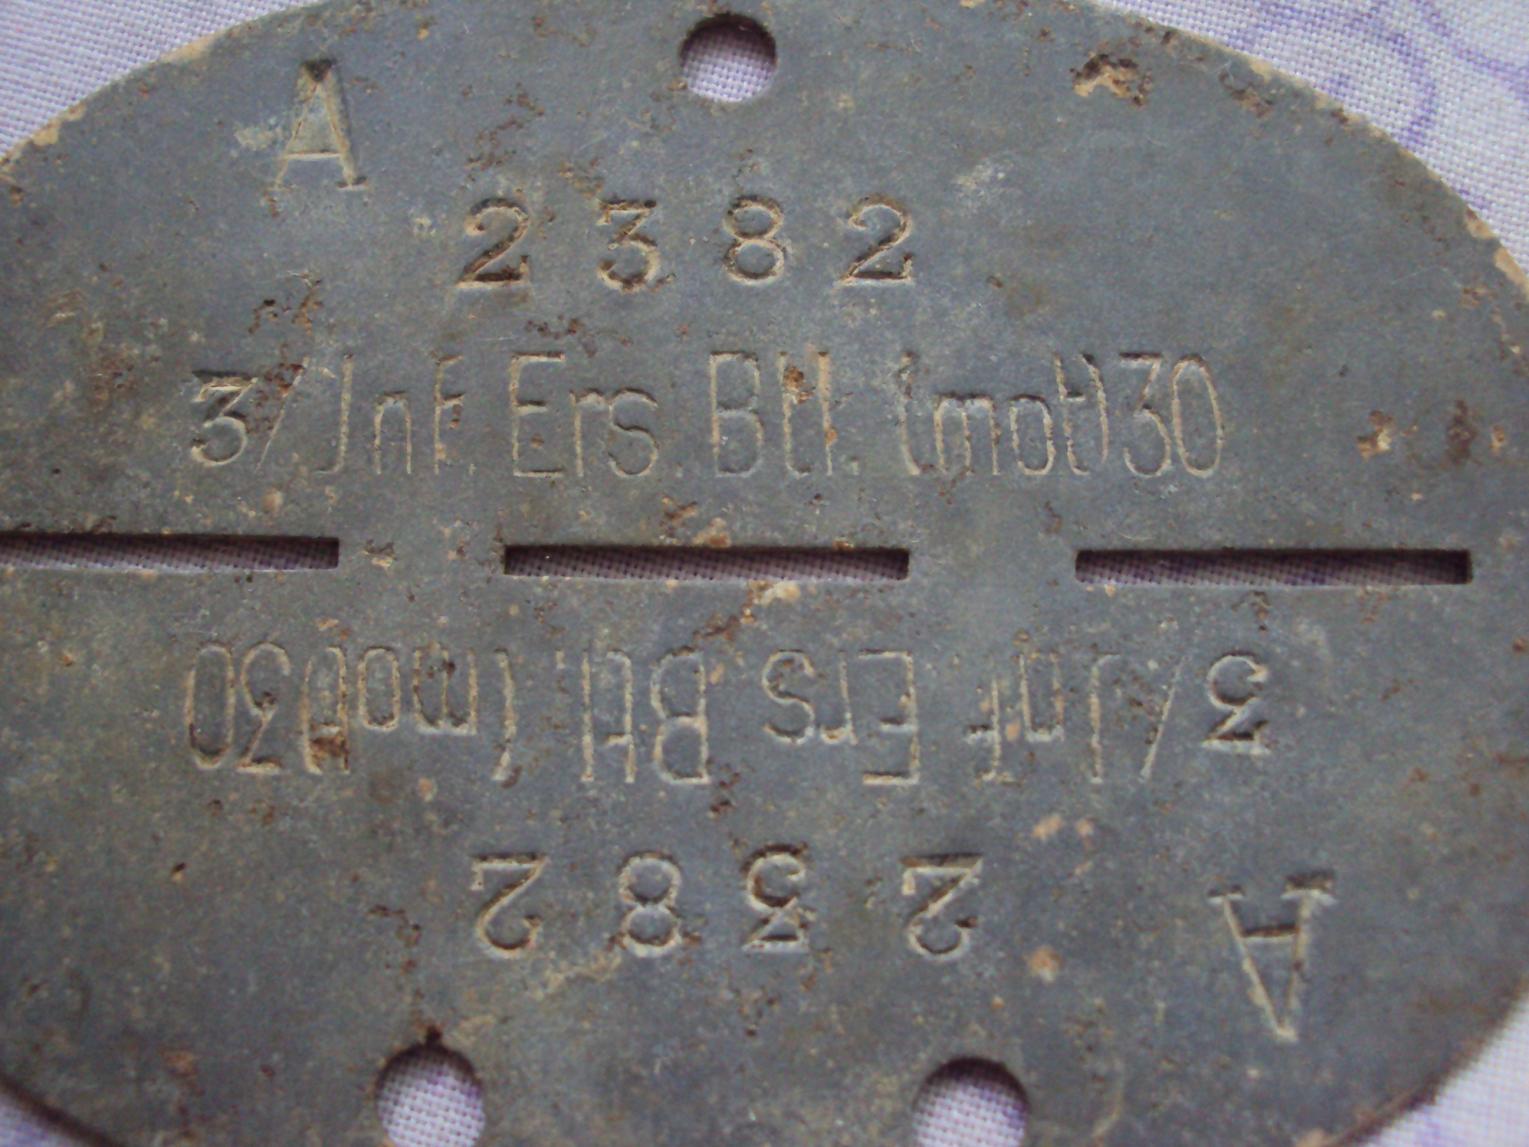 A
2382
3/Jnf. Ers. Btl. (mot)30
3/Jnf Ers. Btl. (mot)30
2382
A